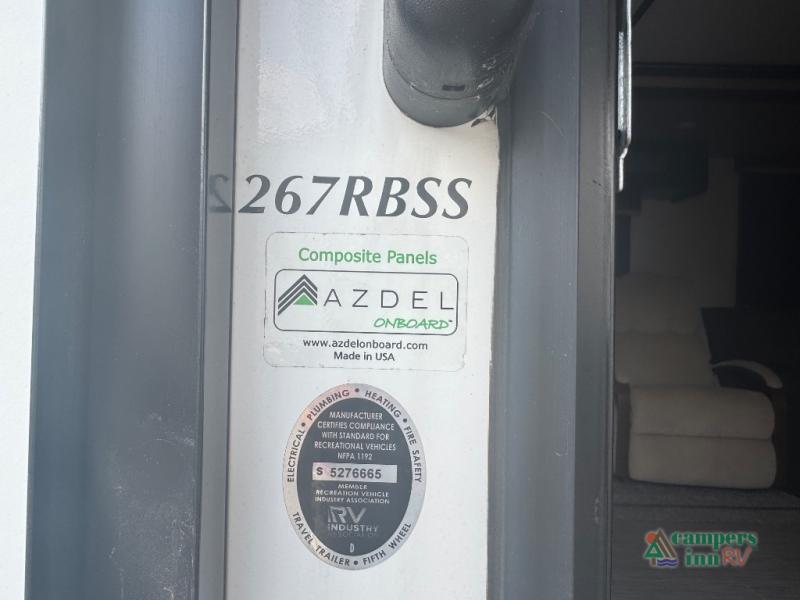 267RBSS
Composite Panels
AZDEL
ONBOARD™
www.azdelonboard.com
Made in USA
ELECTRICAL • PLUMBING • HEATING • FIRE SAFETY
MANUFACTURER
CERTIFIES COMPLIANCE
WITH STANDARD FOR
RECREATIONAL VEHICLES
NFPA 1192
S 5276665
MEMBER
RECREATION VEHICLE
INDUSTRY ASSOCIATION
RV
INDUSTRY
ASSOCIATION
D
TRAVEL TRAILER • FIFTH WHEEL
campers
inn RV